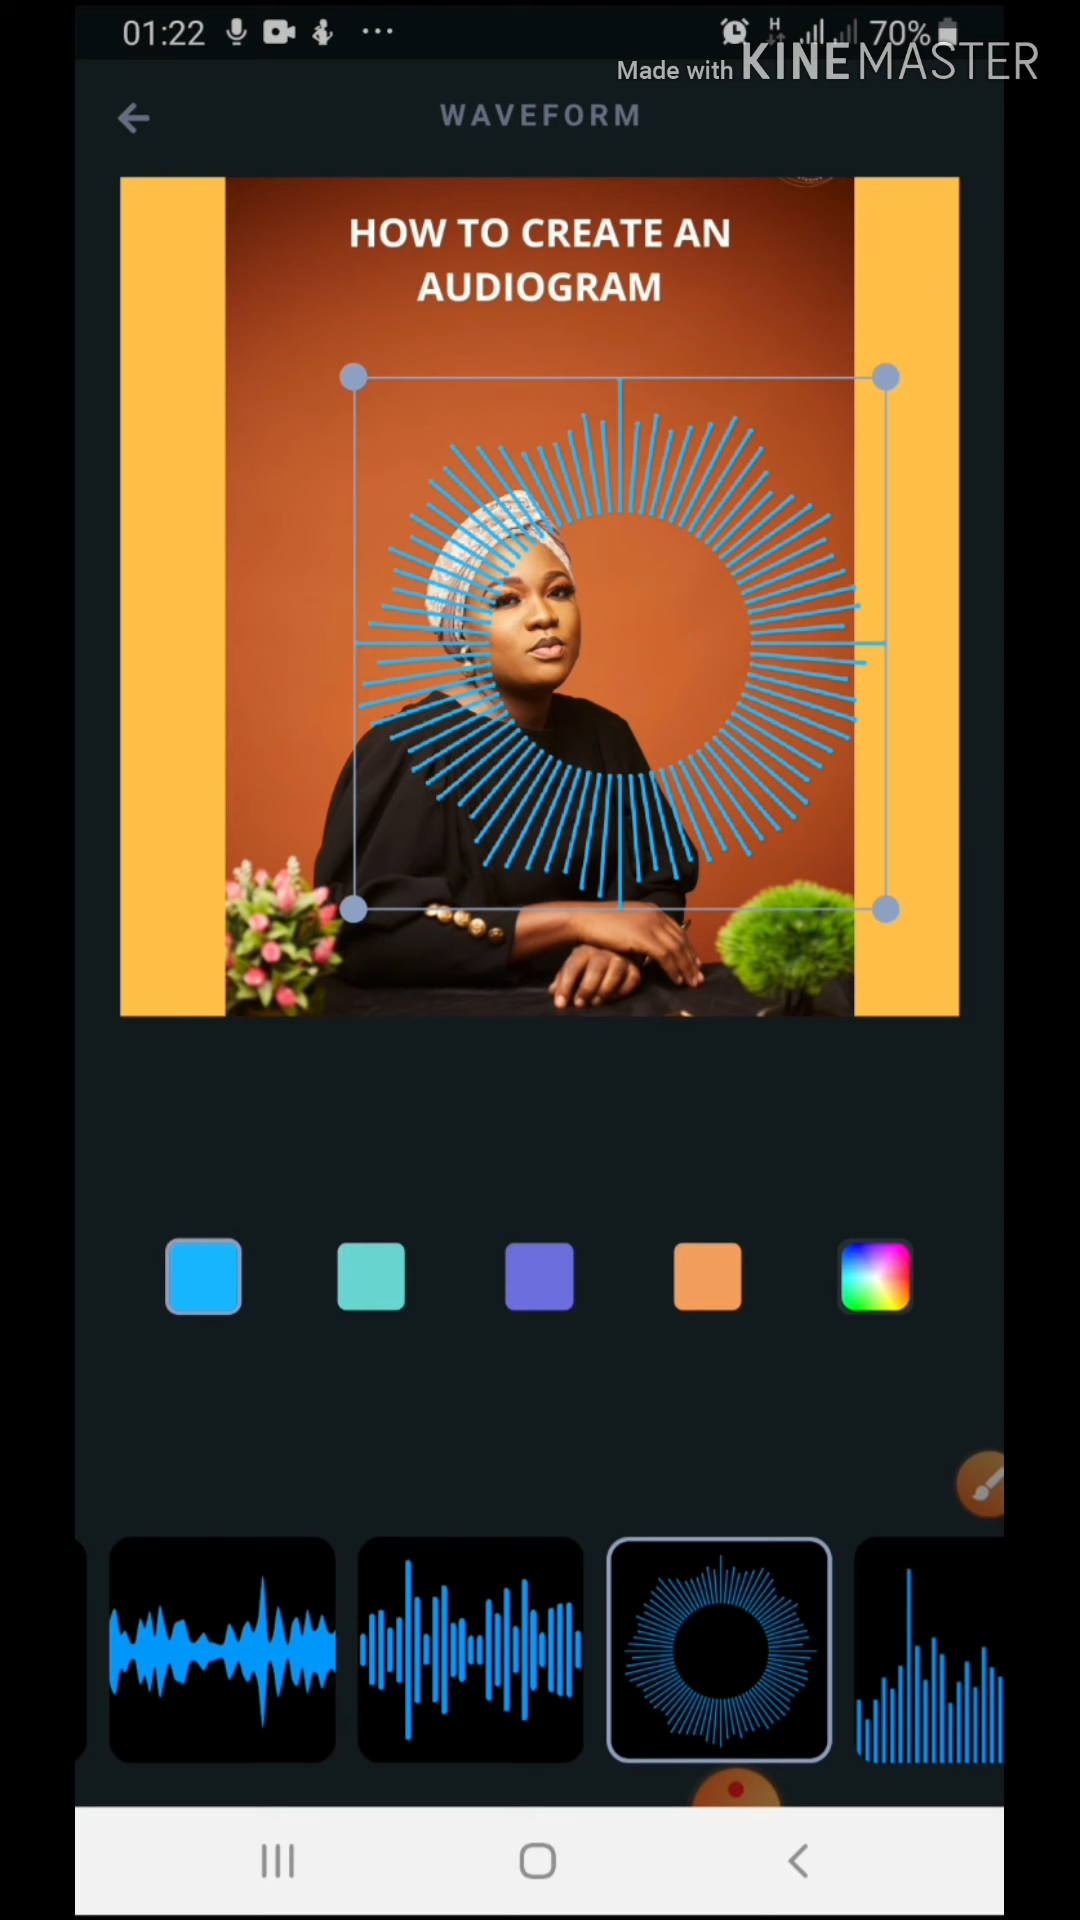 01:22
H
70%
Made with KINEMASTER
WAVEFORM
HOW TO CREATE AN
AUDIOGRAM